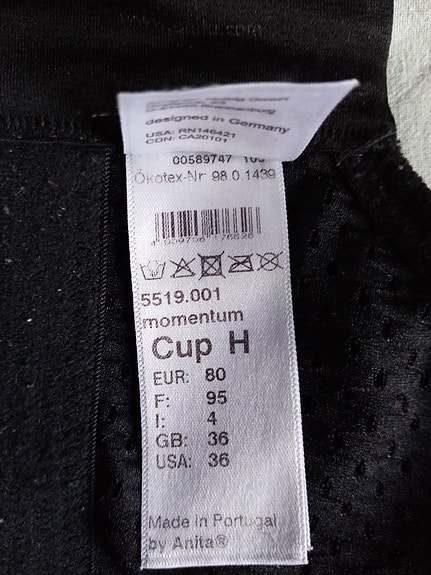 designed in Germany
USA: RN146421
CDN: CA20101
00589747 100
Ökotex-Nr 98.0.1439
5519.001
momentum
Cup H
EUR: 80
F: 95
I: 4
GB: 36
USA: 36
Made in Portugal
by Anita®